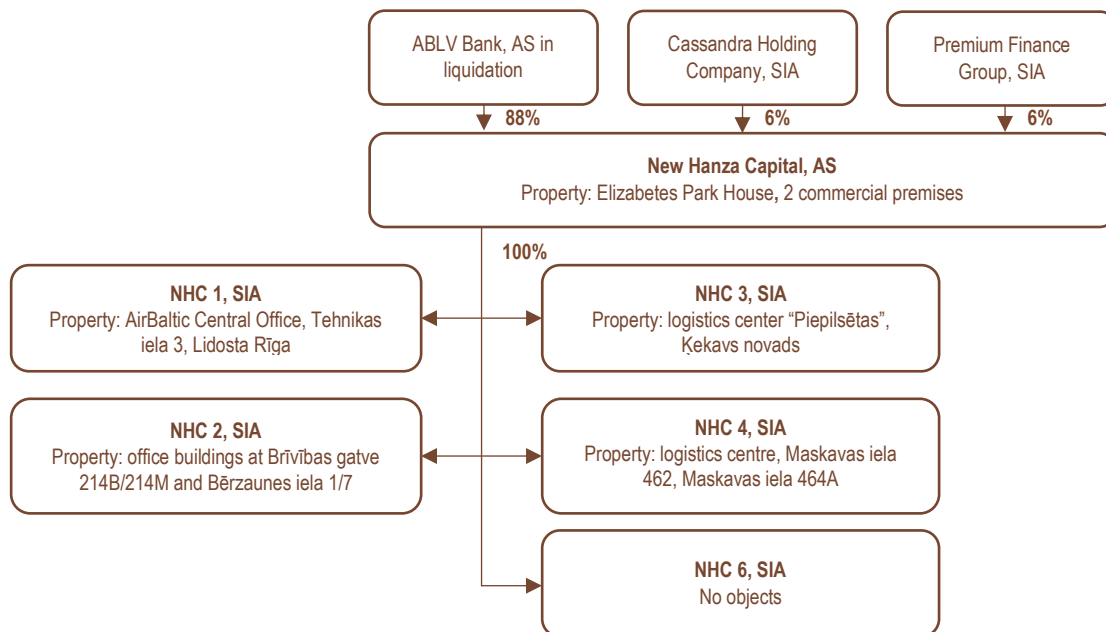 ABLV Bank, AS in
liquidation
Cassandra Holding
Company, SIA
Premium Finance
Group, SIA
88%
6%
6%
New Hanza Capital, AS
Property: Elizabetes Park House, 2 commercial premises
100%
NHC 1, SIA
Property: AirBaltic Central Office, Tehnikas
iela 3, Lidosta Rīga
NHC 3, SIA
Property: logistics center “Piepilsētas”,
Ķekavs novads
NHC 2, SIA
Property: office buildings at Brīvības gatve
214B/214M and Bērzaunes iela 1/7
NHC 4, SIA
Property: logistics centre, Maskavas iela
462, Maskavas iela 464A
NHC 6, SIA
No objects